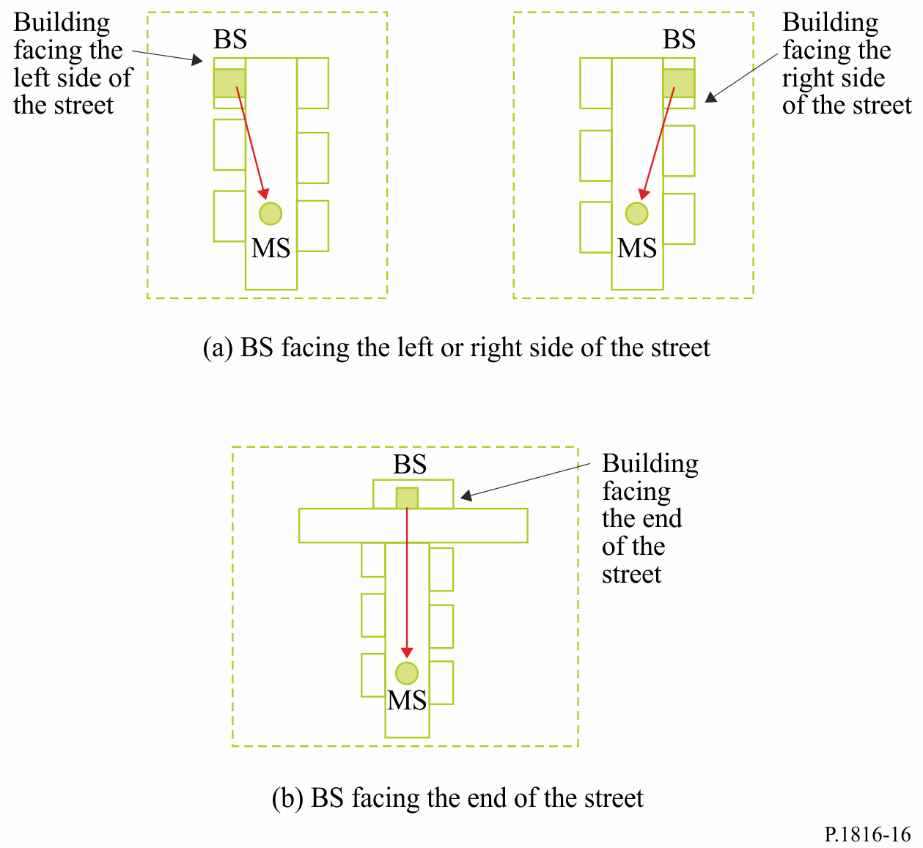 Building
facing the
left side of
the street
BS
MS
BS
Building
facing the
right side
of the street
MS
(a) BS facing the left or right side of the street
BS
Building
facing
the end
of the
street
MS
(b) BS facing the end of the street
P.1816-16